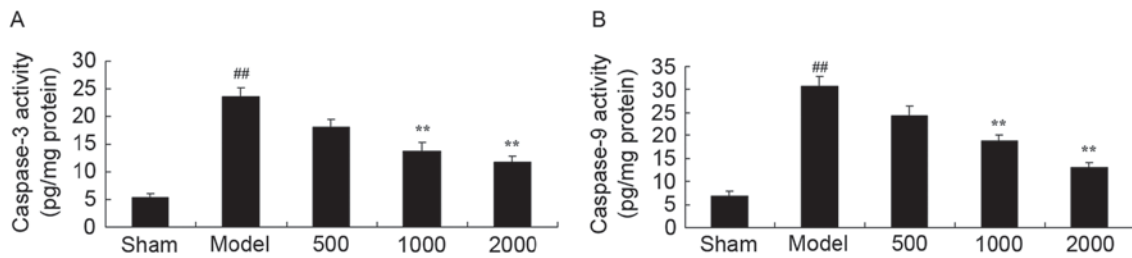 A
Caspase-3 activity
(pg/mg protein)
30
25
20
15
10
5
0
##
**
**
Sham
Model
500
1000
2000
B
Caspase-9 activity
(pg/mg protein)
35
30
25
20
15
10
5
0
##
**
**
Sham
Model
500
1000
2000